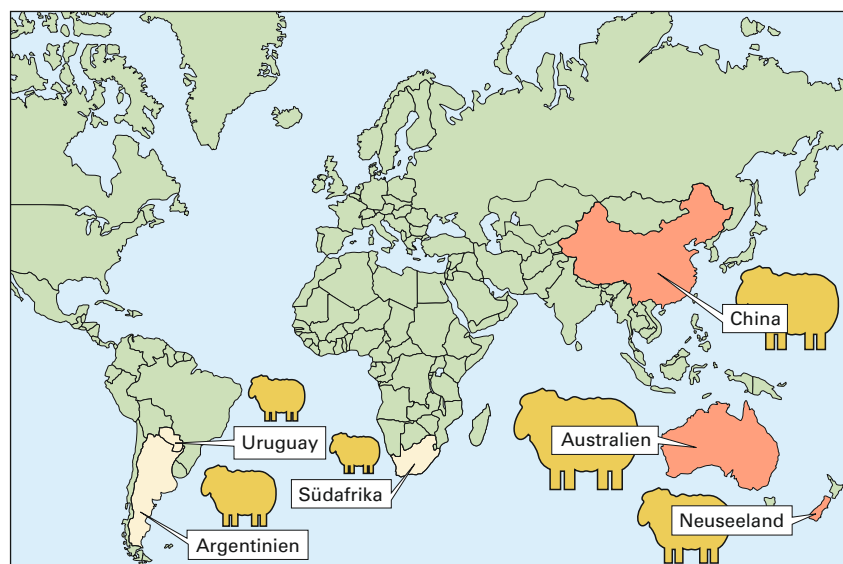 China
Uruguay
Australien
Südafrika
Neuseeland
Argentinien